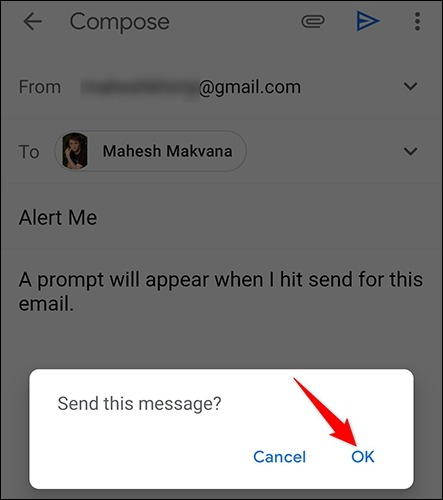 Compose
From @gmail.com
To Mahesh Makvana
Alert Me
A prompt will appear when I hit send for this
email.
Send this message?
Cancel OK